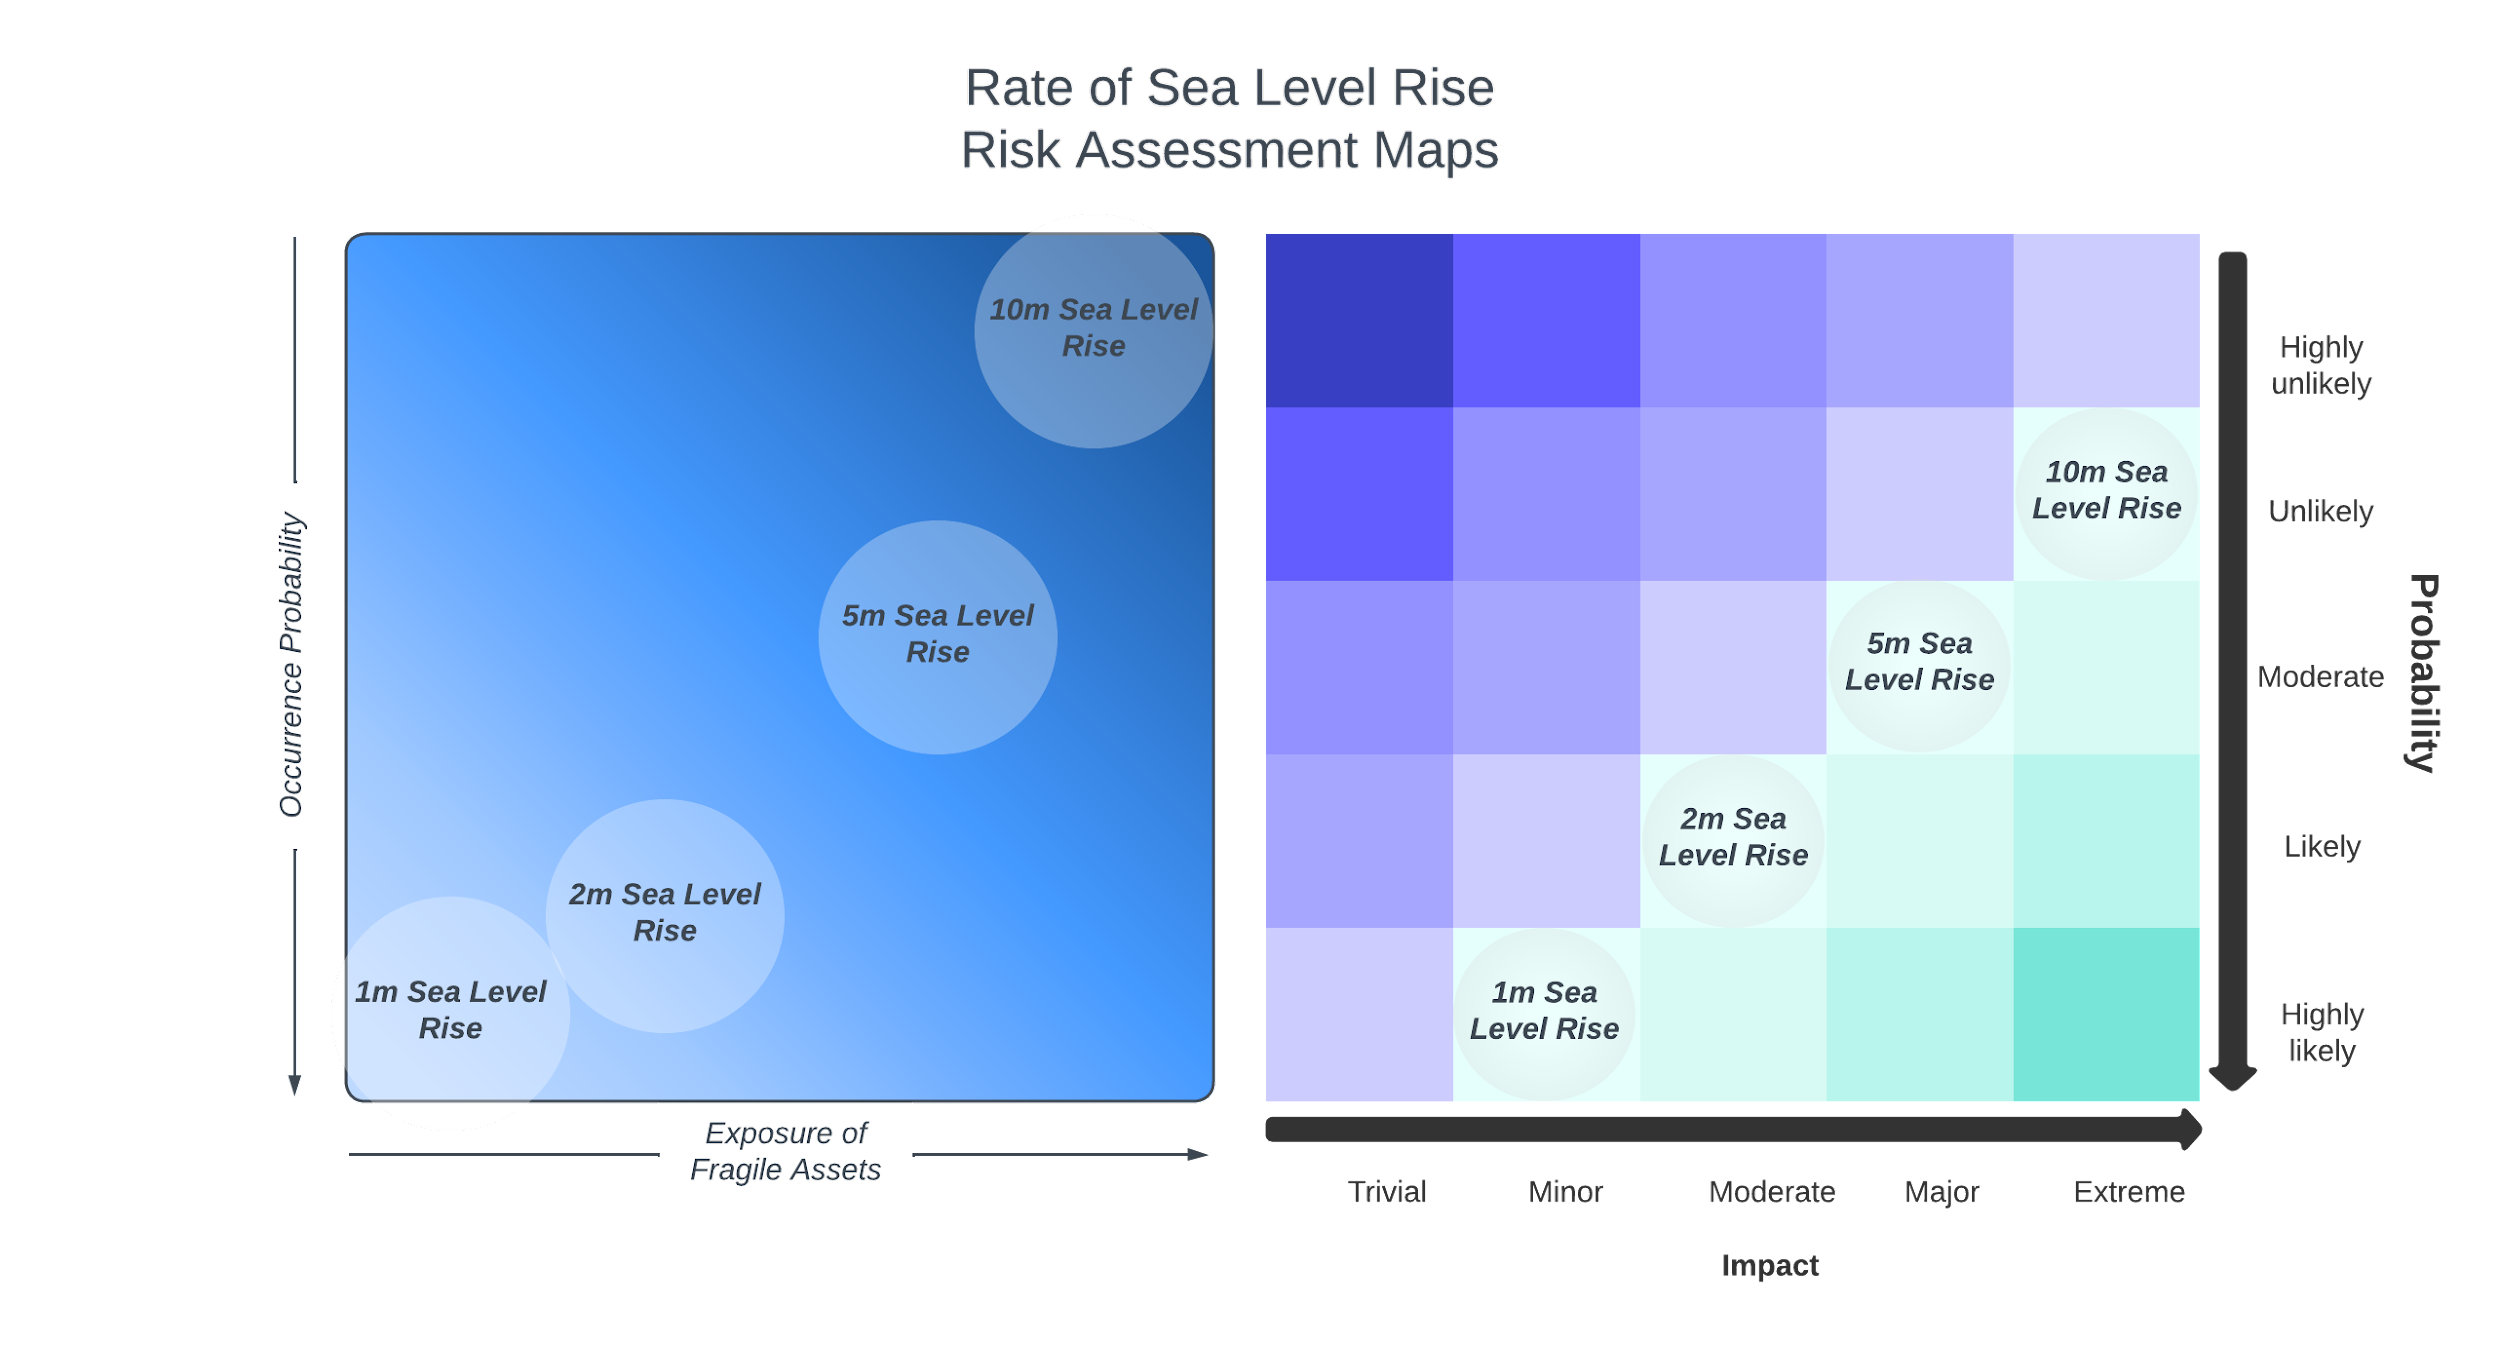 Rate of Sea Level Rise
Risk Assessment Maps
Occurrence Probability
10m Sea Level
Rise
5m Sea Level
Rise
2m Sea Level
Rise
1m Sea Level
Rise
Exposure of
Fragile Assets
10m Sea
Level Rise
5m Sea
Level Rise
2m Sea
Level Rise
1m Sea
Level Rise
Highly
unlikely
Unlikely
Moderate
Likely
Highly
likely
Probability
Trivial
Minor
Moderate
Major
Extreme
Impact